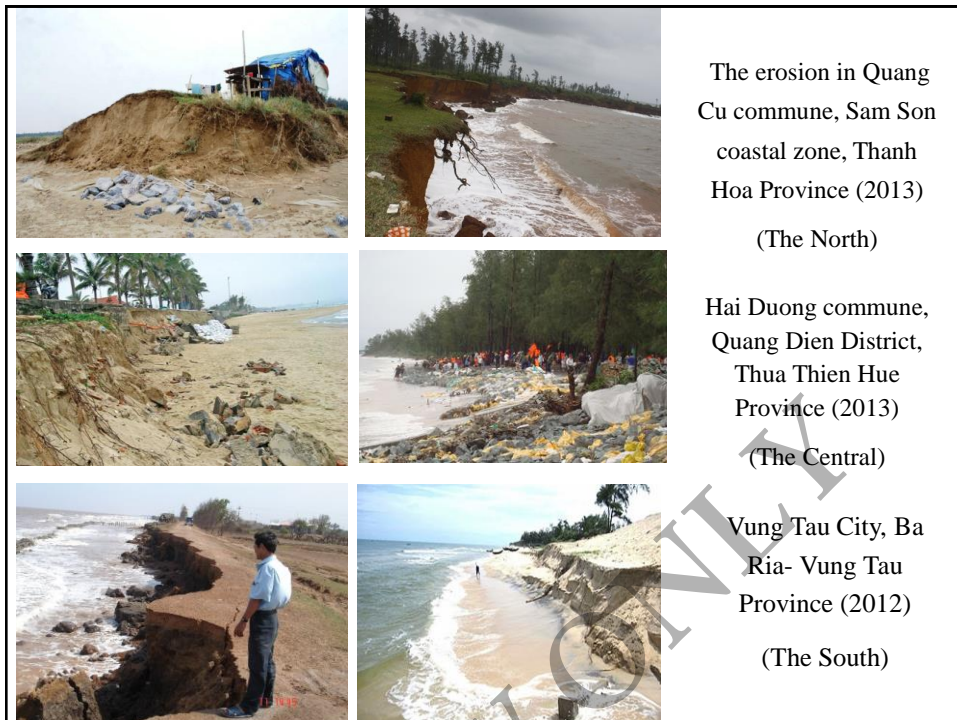 The erosion in Quang
Cu commune, Sam Son
coastal zone, Thanh
Hoa Province (2013)
(The North)
Hai Duong commune,
Quang Dien District,
Thua Thien Hue
Province (2013)
(The Central)
Vung Tau City, Ba
Ria- Vung Tau
Province (2012)
(The South)
ONLY